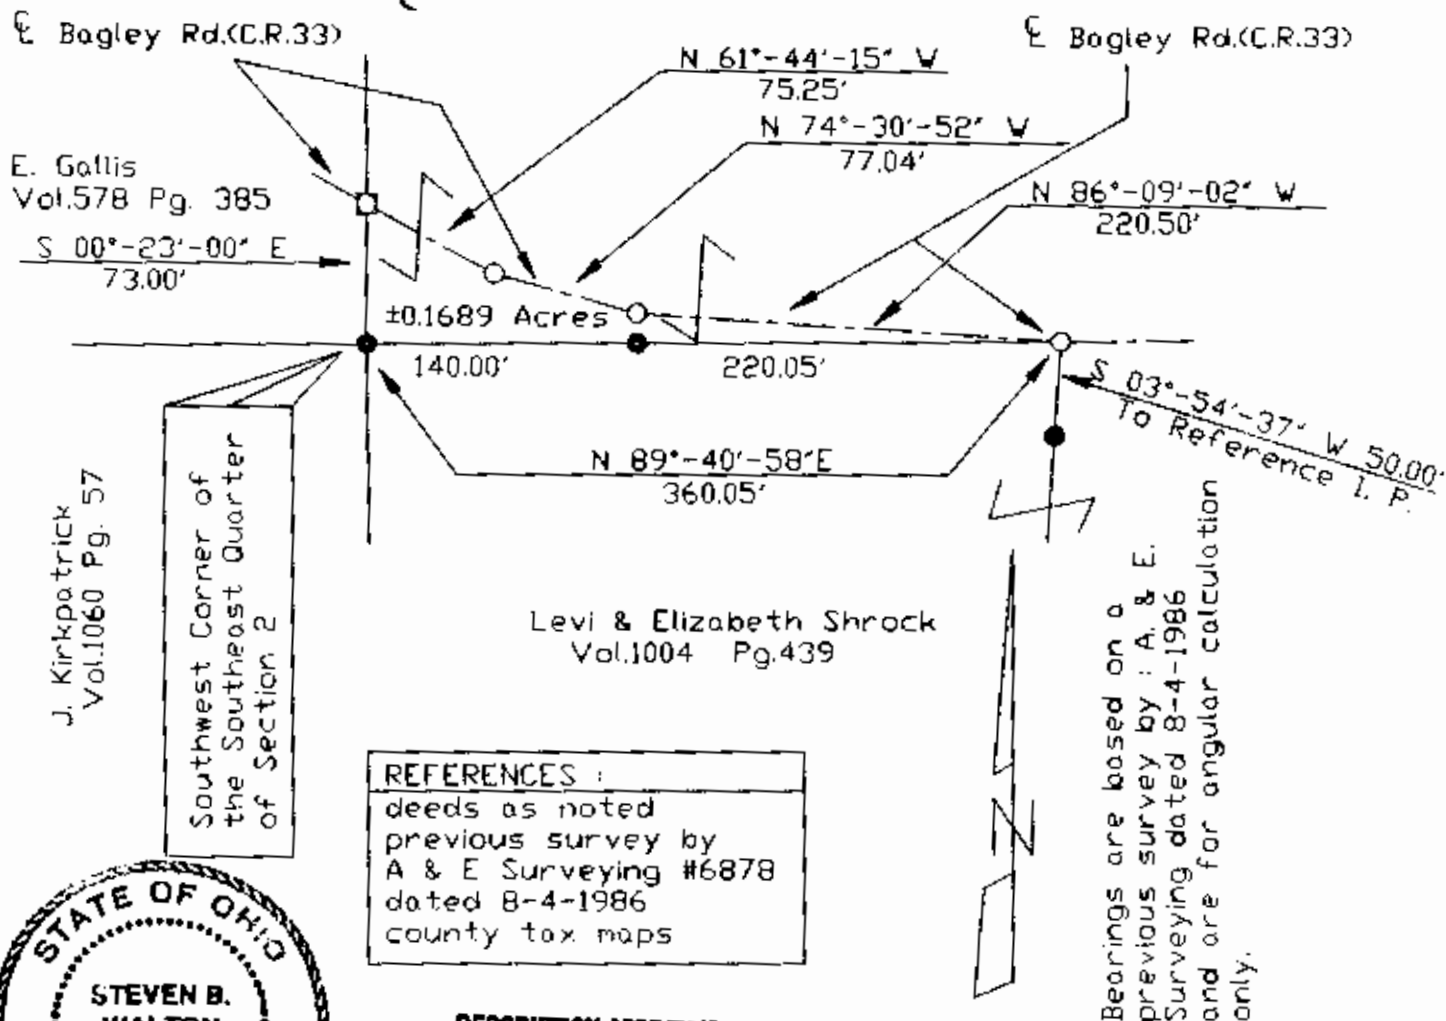 ℄ Bagley Rd.(C.R.33)
℄ Bagley Rd.(C.R.33)
N 61°-44'-15" W
75.25'
N 74°-30'-52" W
77.04'
E. Gallis
Vol.578 Pg. 385
N 86°-09'-02" W
220.50'
S 00°-23'-00" E
73.00'
±0.1689 Acres
140.00'
220.05'
S 03°-54'-37" W 50.00'
To Reference I. P.
N 89°-40'-58"E
360.05'
J. Kirkpatrick
Vol.1060 Pg. 57
Southwest Corner of
the Southeast Quarter
of Section 2
Levi & Elizabeth Shrock
Vol.1004 Pg.439
Bearings are based on a
previous survey by : A. & E.
Surveying dated 8-4-1986
and are for angular calculation
only.
REFERENCES :
deeds as noted
previous survey by
A & E Surveying #6878
dated 8-4-1986
county tax maps
N
STATE OF OHIO
STEVEN B.